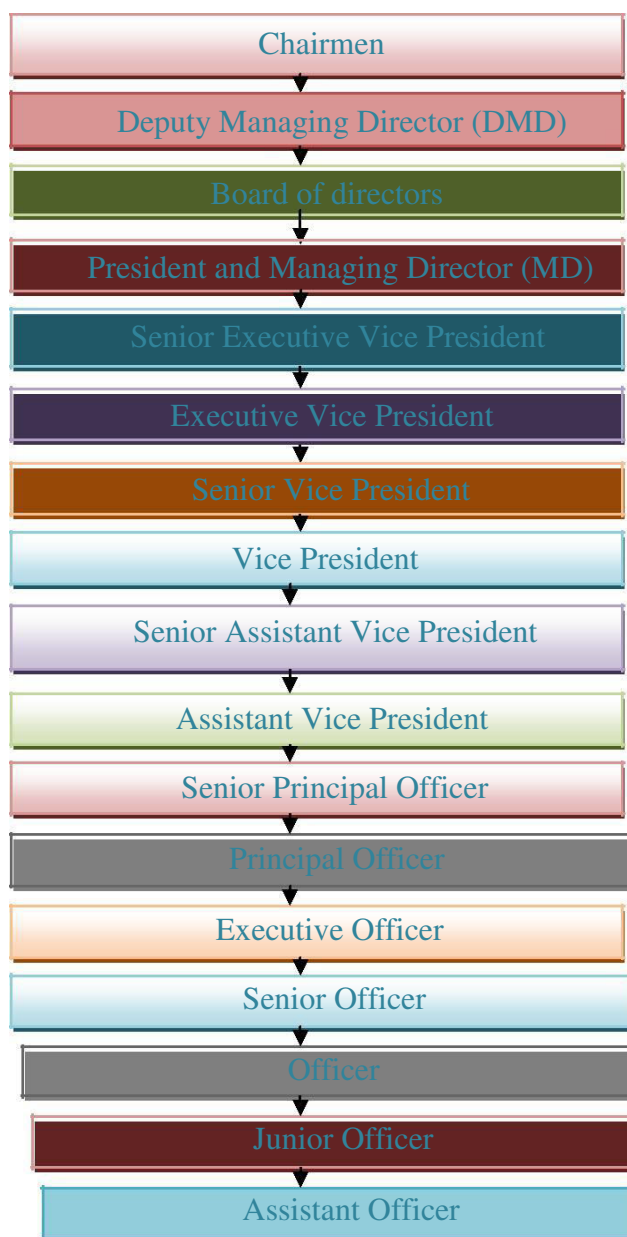 Chairmen
Deputy Managing Director (DMD)
Board of directors
President and Managing Director (MD)
Senior Executive Vice President
Executive Vice President
Senior Vice President
Vice President
Senior Assistant Vice President
Assistant Vice President
Senior Principal Officer
Principal Officer
Executive Officer
Senior Officer
Officer
Junior Officer
Assistant Officer